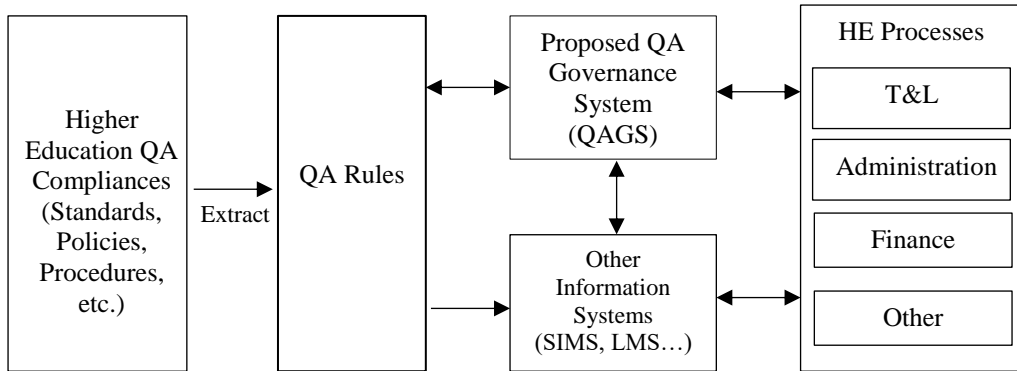 Higher
Education QA
Compliances
(Standards,
Policies,
Procedures,
etc.)
Extract
QA Rules
Proposed QA
Governance
System
(QAGS)
Other
Information
Systems
(SIMS, LMS…)
HE Processes
T&L
Administration
Finance
Other